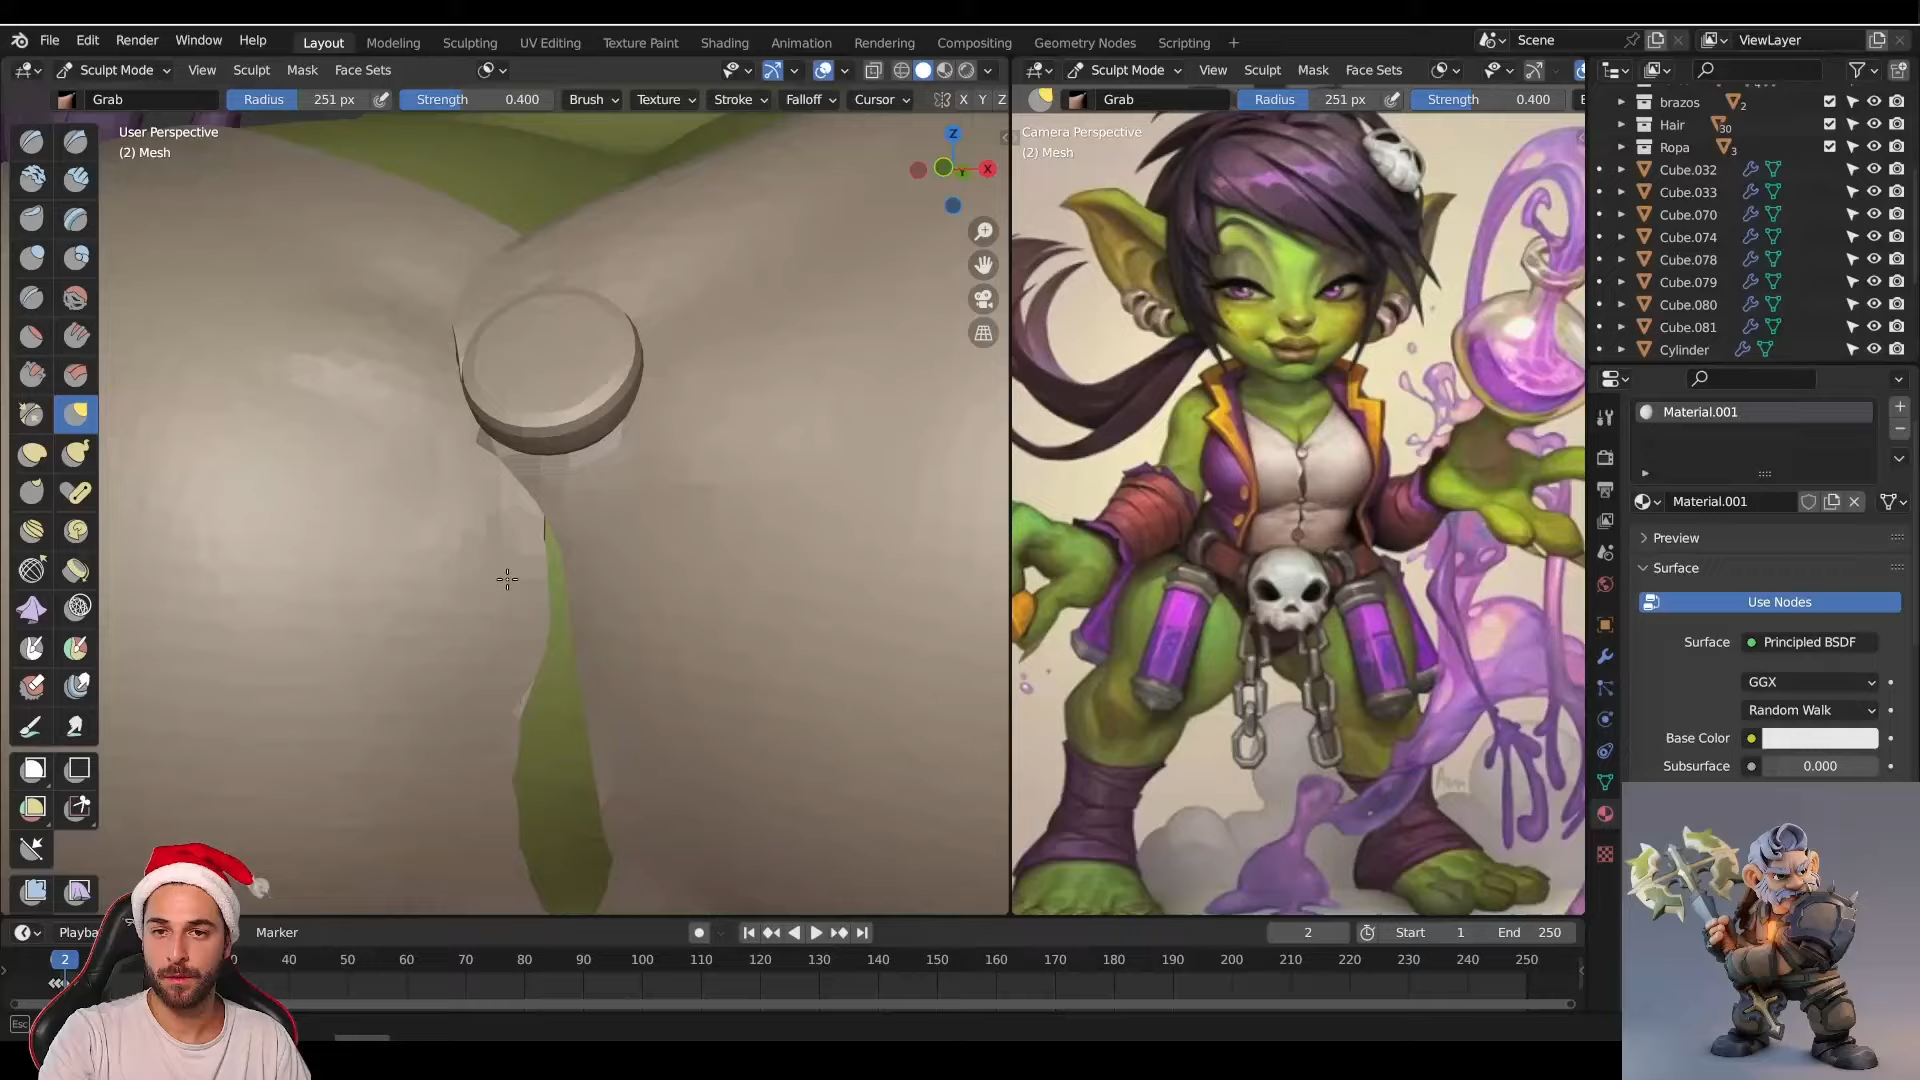 File Edit Render Window Help Layout Modeling Sculpting UV Editing Texture Paint Shading Animation Rendering Compositing Geometry Nodes Scripting + Scene ViewLayer
Sculpt Mode View Sculpt Mask Face Sets Sculpt Mode View Sculpt Mask Face Sets
Grab Radius 251 px Strength 0.400 Brush Texture Stroke Falloff Cursor X Y Z Grab Radius 251 px Strength 0.400
User Perspective
(2) Mesh
Z
X
Y
Camera Perspective
(2) Mesh
brazos 2
Hair 30
Ropa 3
Cube.032
Cube.033
Cube.070
Cube.074
Cube.078
Cube.079
Cube.080
Cube.081
Cylinder
Material.001
Material.001
Preview
Surface
Use Nodes
Surface Principled BSDF
GGX
Random Walk
Base Color
Subsurface 0.000
Playba Marker 2 Start 1 End 250
2 0 40 50 60 70 80 90 100 110 120 130 140 150 160 170 180 190 200 210 220 230 240 250
Esc